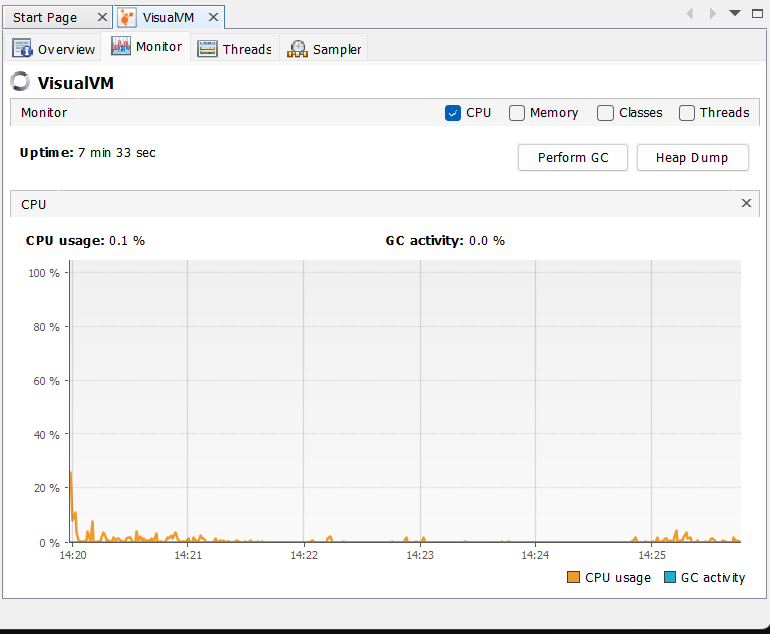 Start Page VisualVM
Overview Monitor Threads Sampler
VisualVM
Monitor CPU Memory Classes Threads
Uptime: 7 min 33 sec Perform GC Heap Dump
CPU
CPU usage: 0.1 % GC activity: 0.0 %
100 %
80 %
60 %
40 %
20 %
0 %
14:20 14:21 14:22 14:23 14:24 14:25
CPU usage GC activity